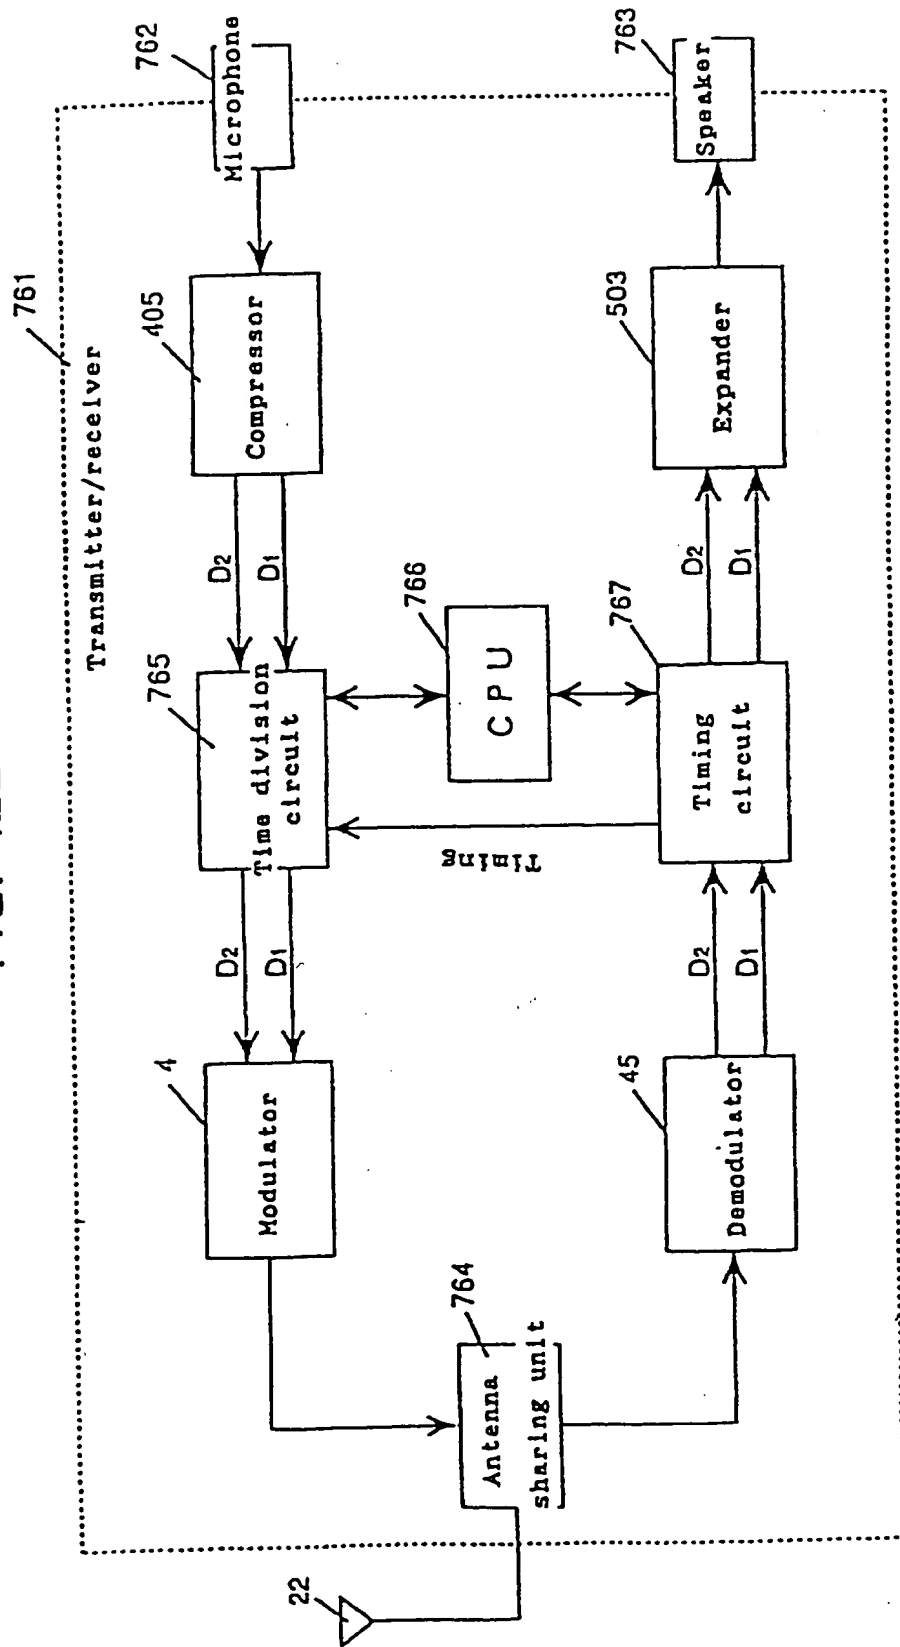 761
Transmitter/receiver
762
Microphone
405
Compressor
D2
D1
765
Time division
circuit
D2
D1
4
Modulator
764
Antenna
sharing unit
22
766
CPU
Timing
45
Demodulator
D2
D1
767
Timing
circuit
D2
D1
503
Expander
763
Speaker